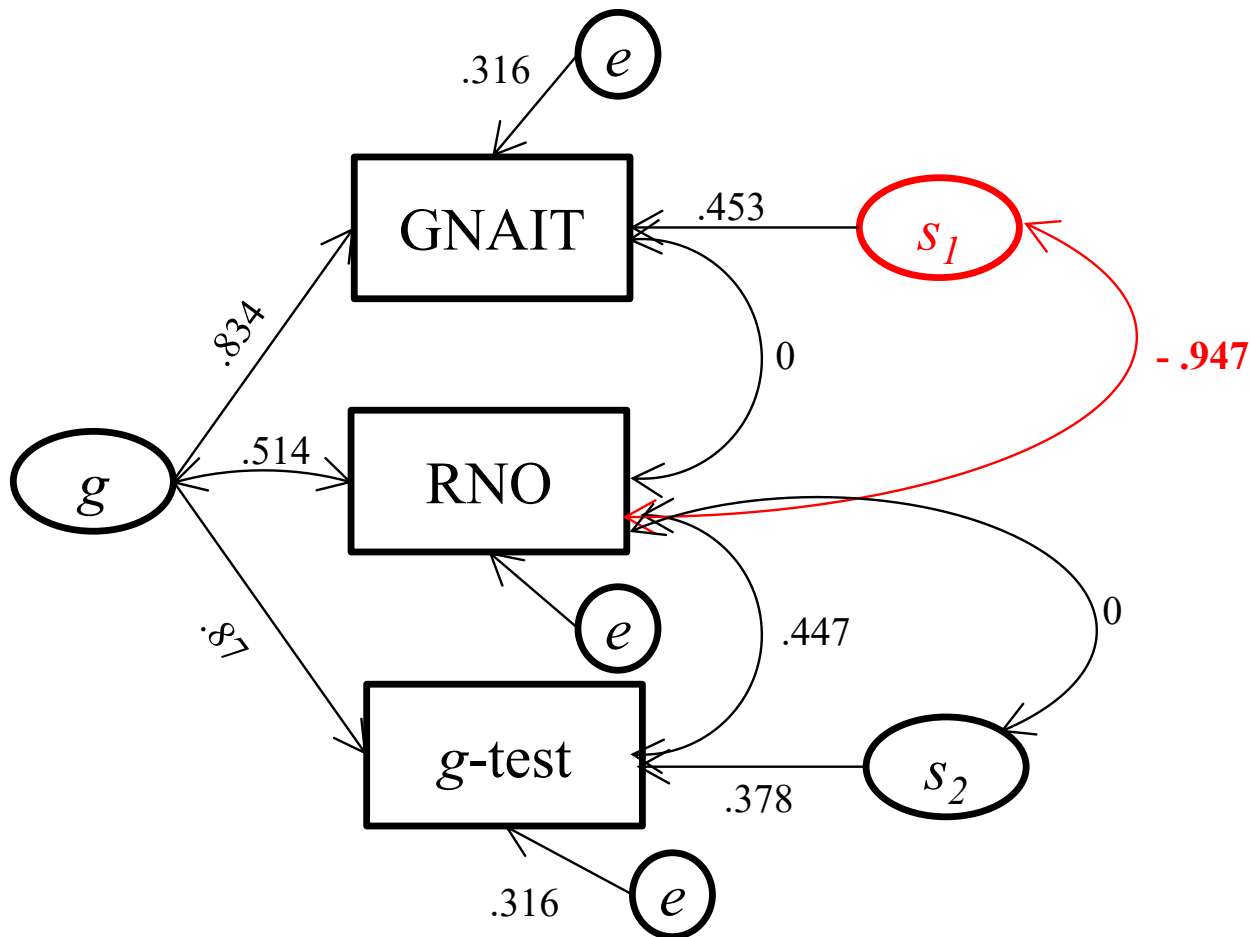 e
.316
GNAIT
.453
s1
.834
0
- .947
g
.514
RNO
e
.447
0
.87
g-test
.378
s2
.316
e